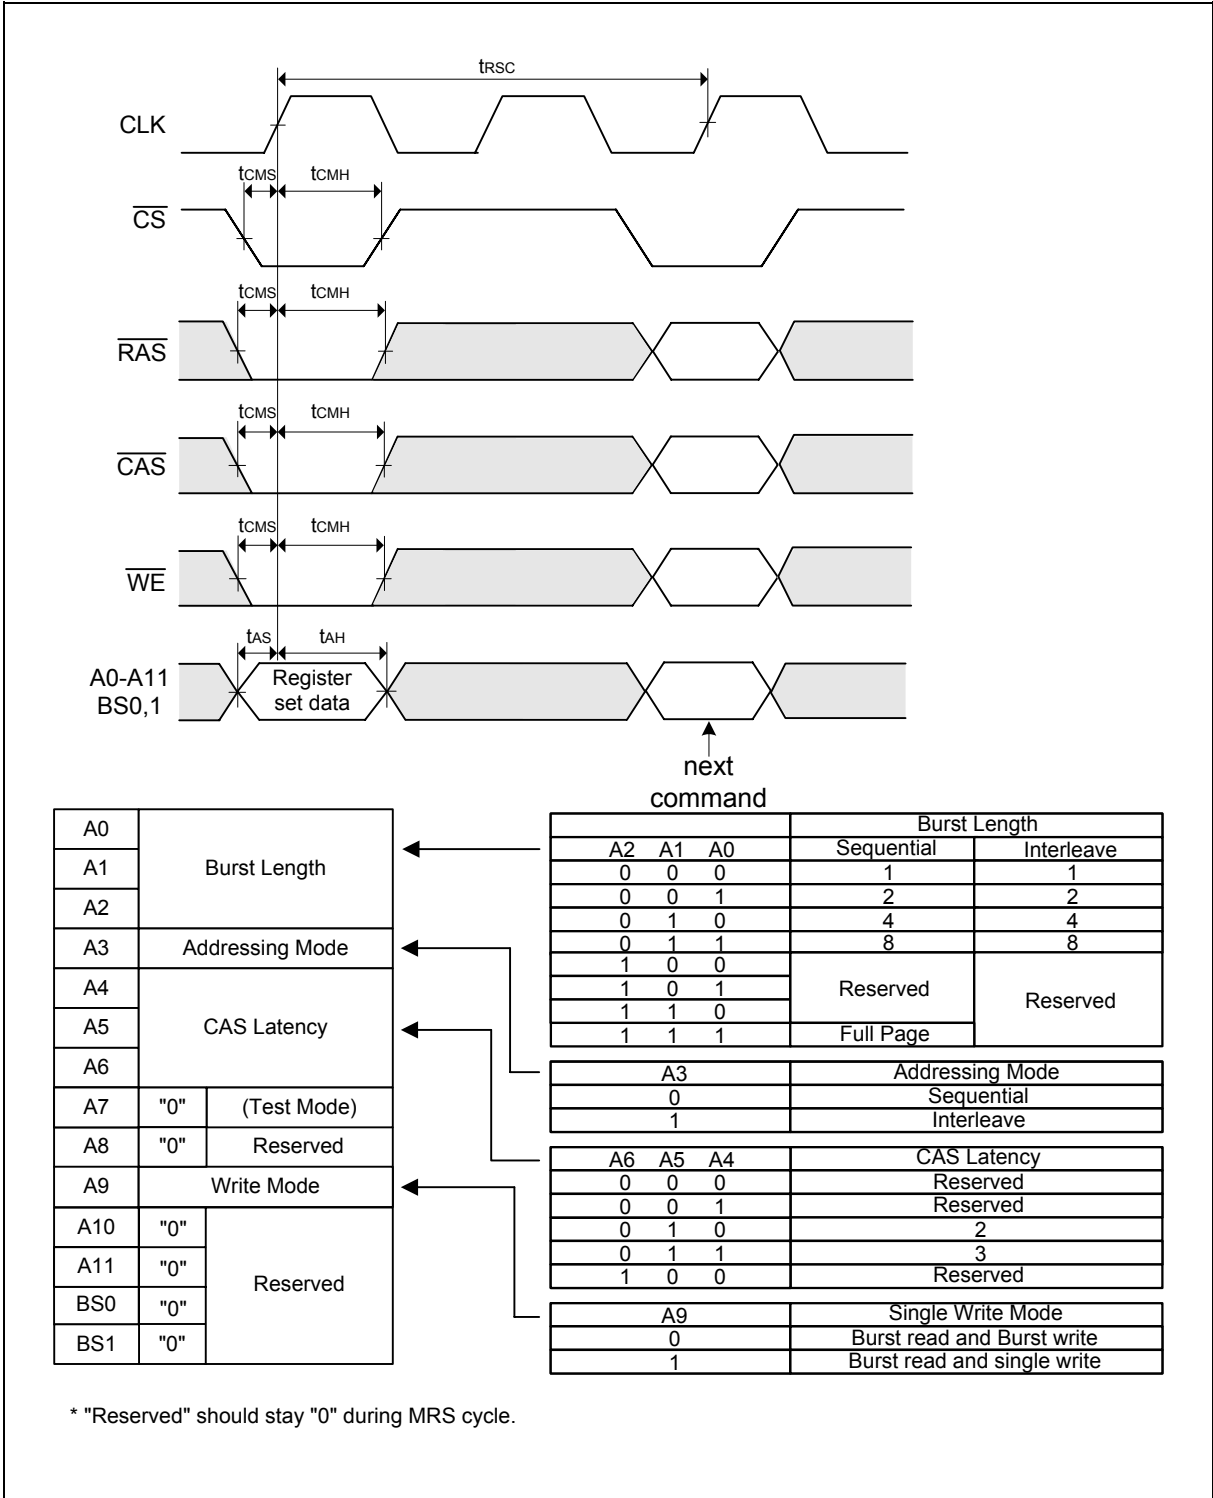 tRSC
CLK
tCMS tCMH
CS
tCMS tCMH
RAS
tCMS tCMH
CAS
tCMS tCMH
WE
tAS tAH
A0-A11
BS0,1
Register
set data
next
command
A0
A1 Burst Length
A2
A3 Addressing Mode
A4
A5 CAS Latency
A6
A7 "0" (Test Mode)
A8 "0" Reserved
A9 Write Mode
A10 "0"
A11 "0" Reserved
BS0 "0"
BS1 "0"
Burst Length
A2 A1 A0 Sequential Interleave
0 0 0 1 1
0 0 1 2 2
0 1 0 4 4
0 1 1 8 8
1 0 0
1 0 1 Reserved Reserved
1 1 0
1 1 1 Full Page
A3 Addressing Mode
0 Sequential
1 Interleave
A6 A5 A4 CAS Latency
0 0 0 Reserved
0 0 1 Reserved
0 1 0 2
0 1 1 3
1 0 0 Reserved
A9 Single Write Mode
0 Burst read and Burst write
1 Burst read and single write
* "Reserved" should stay "0" during MRS cycle.